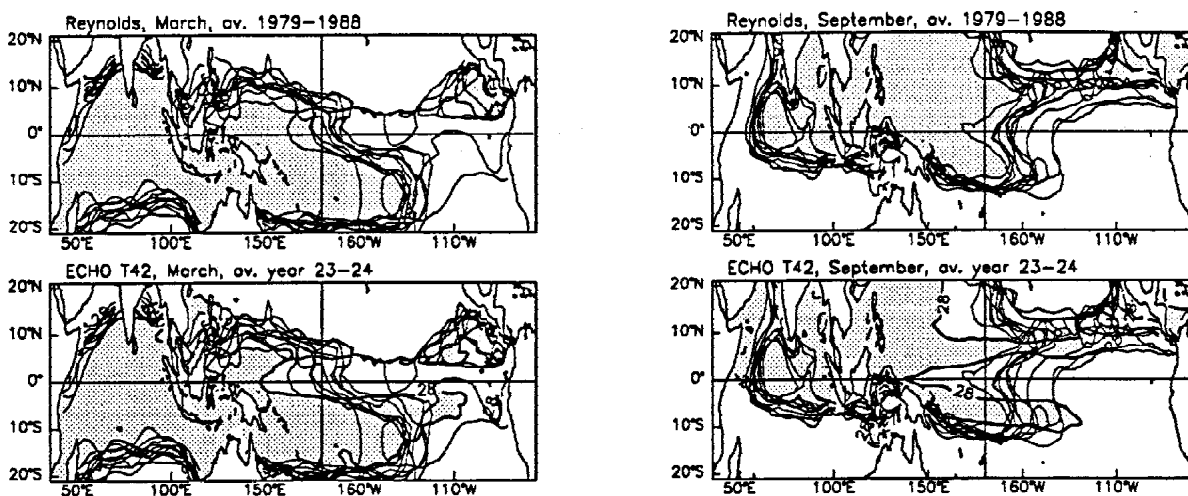 Reynolds, March, av. 1979-1988
20°N
10°N
0°
10°S
20°S
50°E 100°E 150°E 160°W 110°W
Reynolds, September, av. 1979-1988
20°N
10°N
0°
10°S
20°S
50°E 100°E 150°E 160°W 110°W
ECHO T42, March, av. year 23-24
20°N
10°N
0°
10°S
20°S
28
28
50°E 100°E 150°E 160°W 110°W
ECHO T42, September, av. year 23-24
20°N
10°N
0°
10°S
20°S
28
28
50°E 100°E 150°E 160°W 110°W